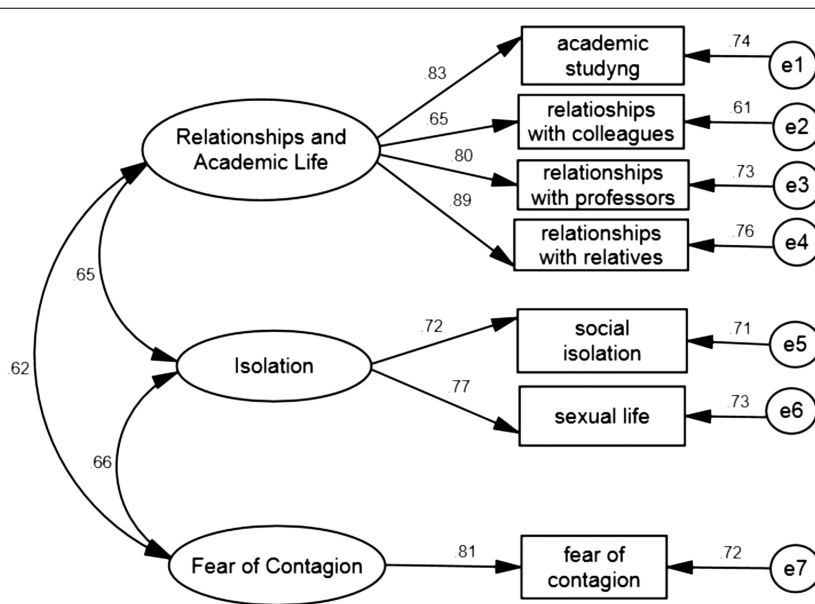 academic
studyng
.74
e1
.83
relatioships
with colleagues
.61
e2
.65
Relationships and
Academic Life
relationships
with professors
.73
e3
.80
relationships
with relatives
.76
e4
.89
.65
.62
Isolation
.72
social
isolation
.71
e5
.77
sexual life
.73
e6
.66
Fear of Contagion
.81
fear of
contagion
.72
e7